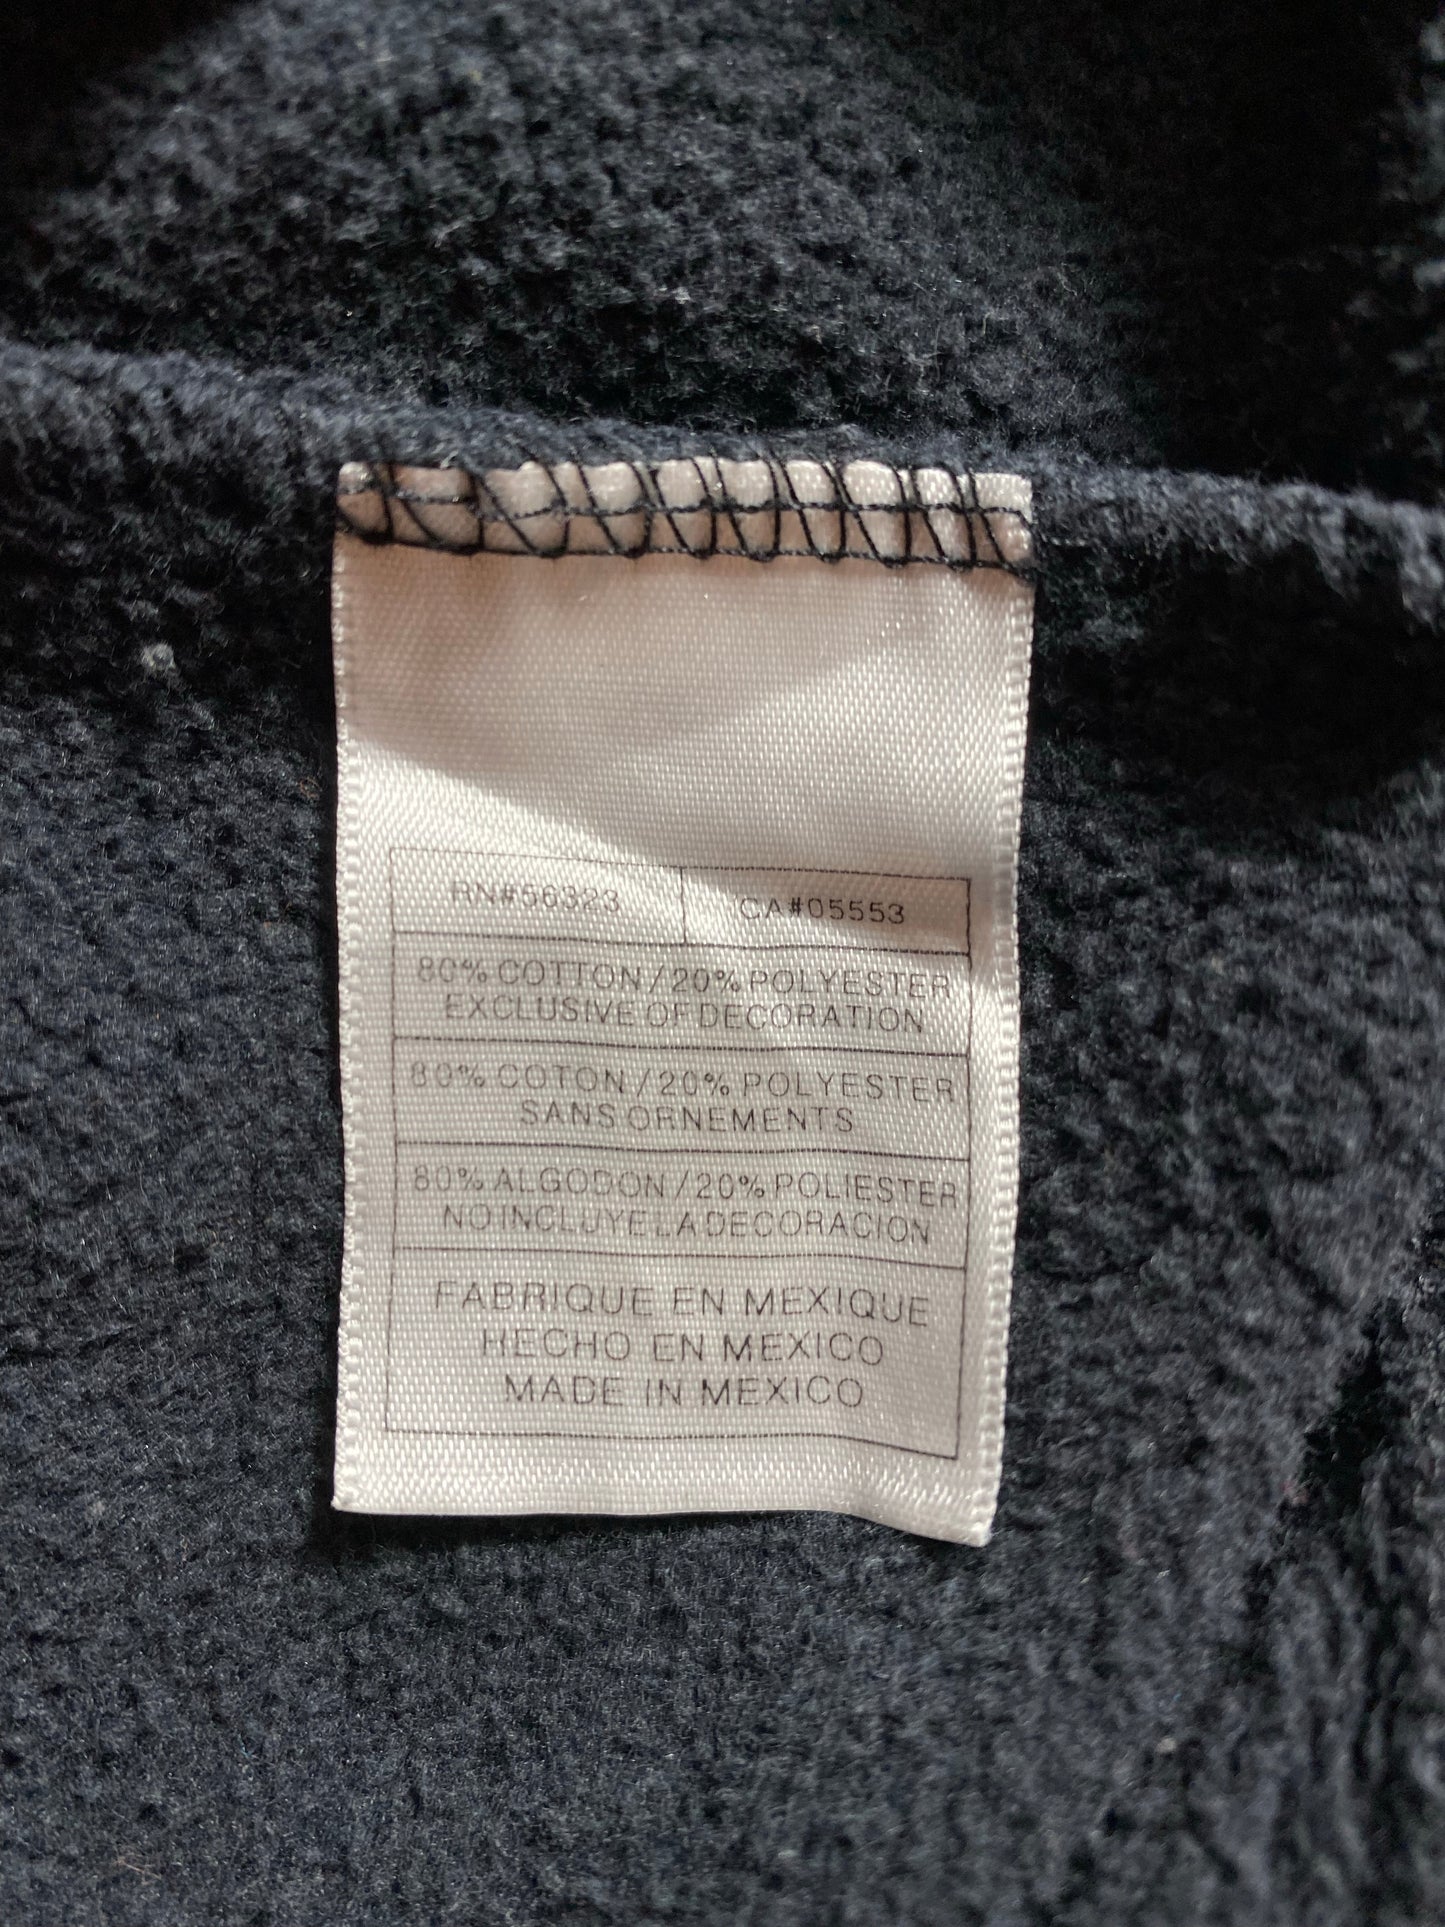 RN#56323 CA#05553
80% COTTON / 20% POLYESTER
EXCLUSIVE OF DECORATION
80% COTON / 20% POLYESTER
SANS ORNEMENTS
80% ALGODON / 20% POLIESTER
NO INCLUYE LA DECORACION
FABRIQUE EN MEXIQUE
HECHO EN MEXICO
MADE IN MEXICO